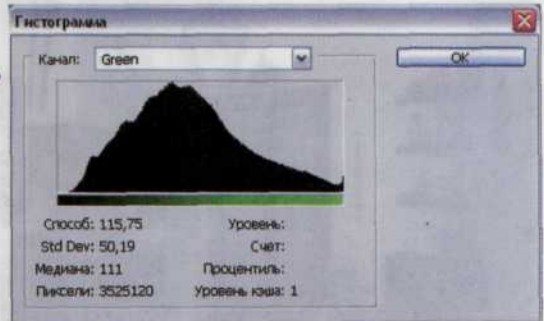 Гистограмма
Канал: Green
OK
Способ: 115,75 Уровень:
Std Dev: 50,19 Счет:
Медиана: 111 Процентиль:
Пиксели: 3525120 Уровень кэша: 1